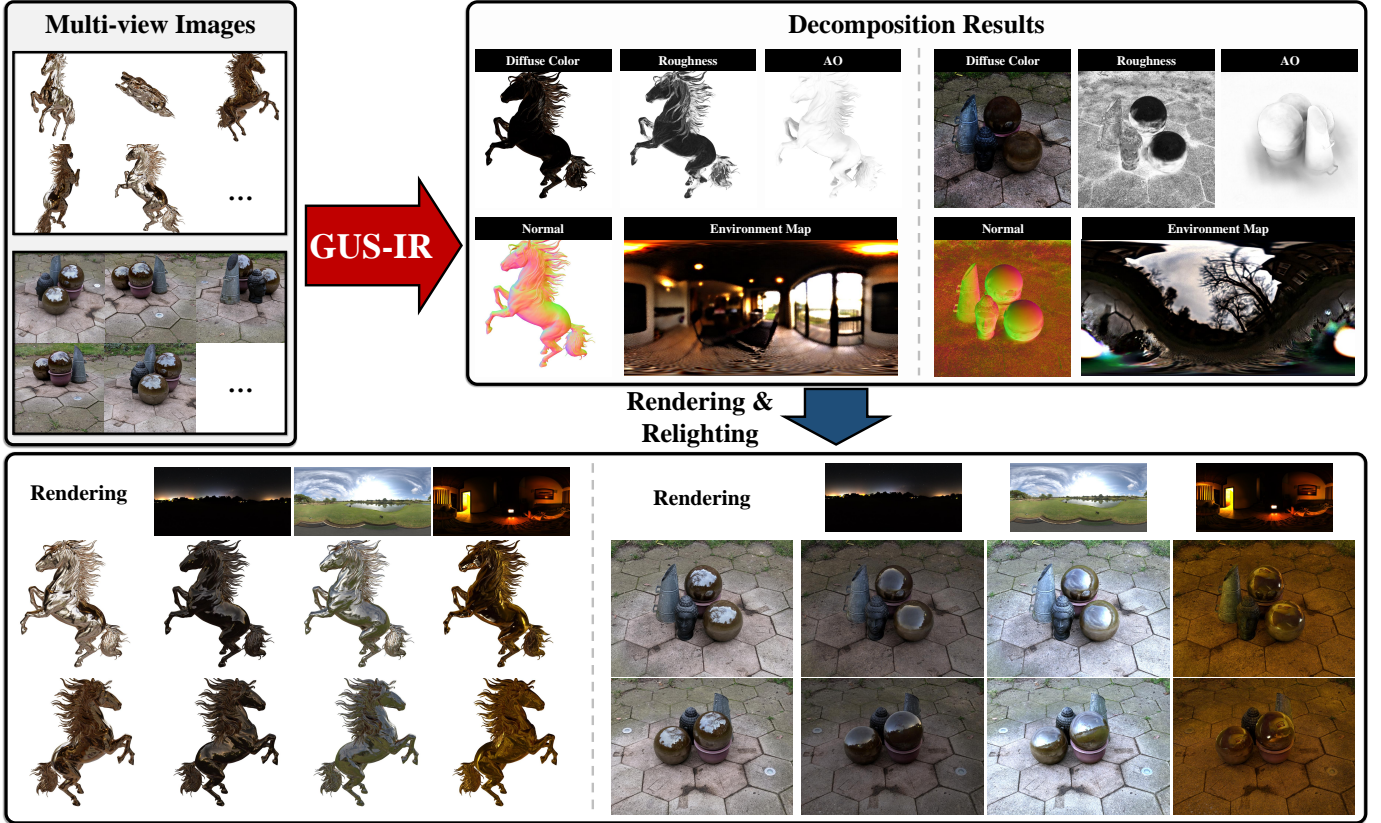 Multi-view Images
...
...
GUS-IR
Decomposition Results
Diffuse Color
Roughness
AO
Normal
Environment Map
Diffuse Color
Roughness
AO
Normal
Environment Map
Rendering &
Relighting
Rendering
Rendering